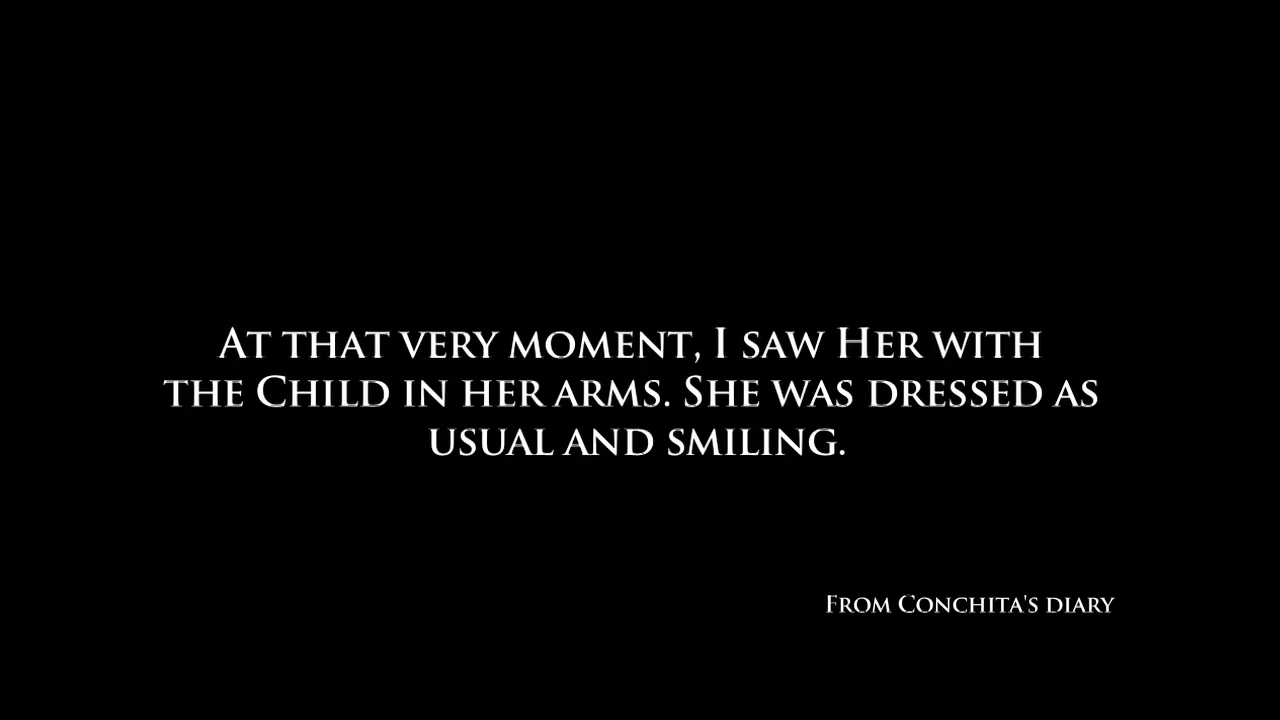 At that very moment, I saw Her with
the Child in her arms. She was dressed as
usual and smiling.
From Conchita's diary